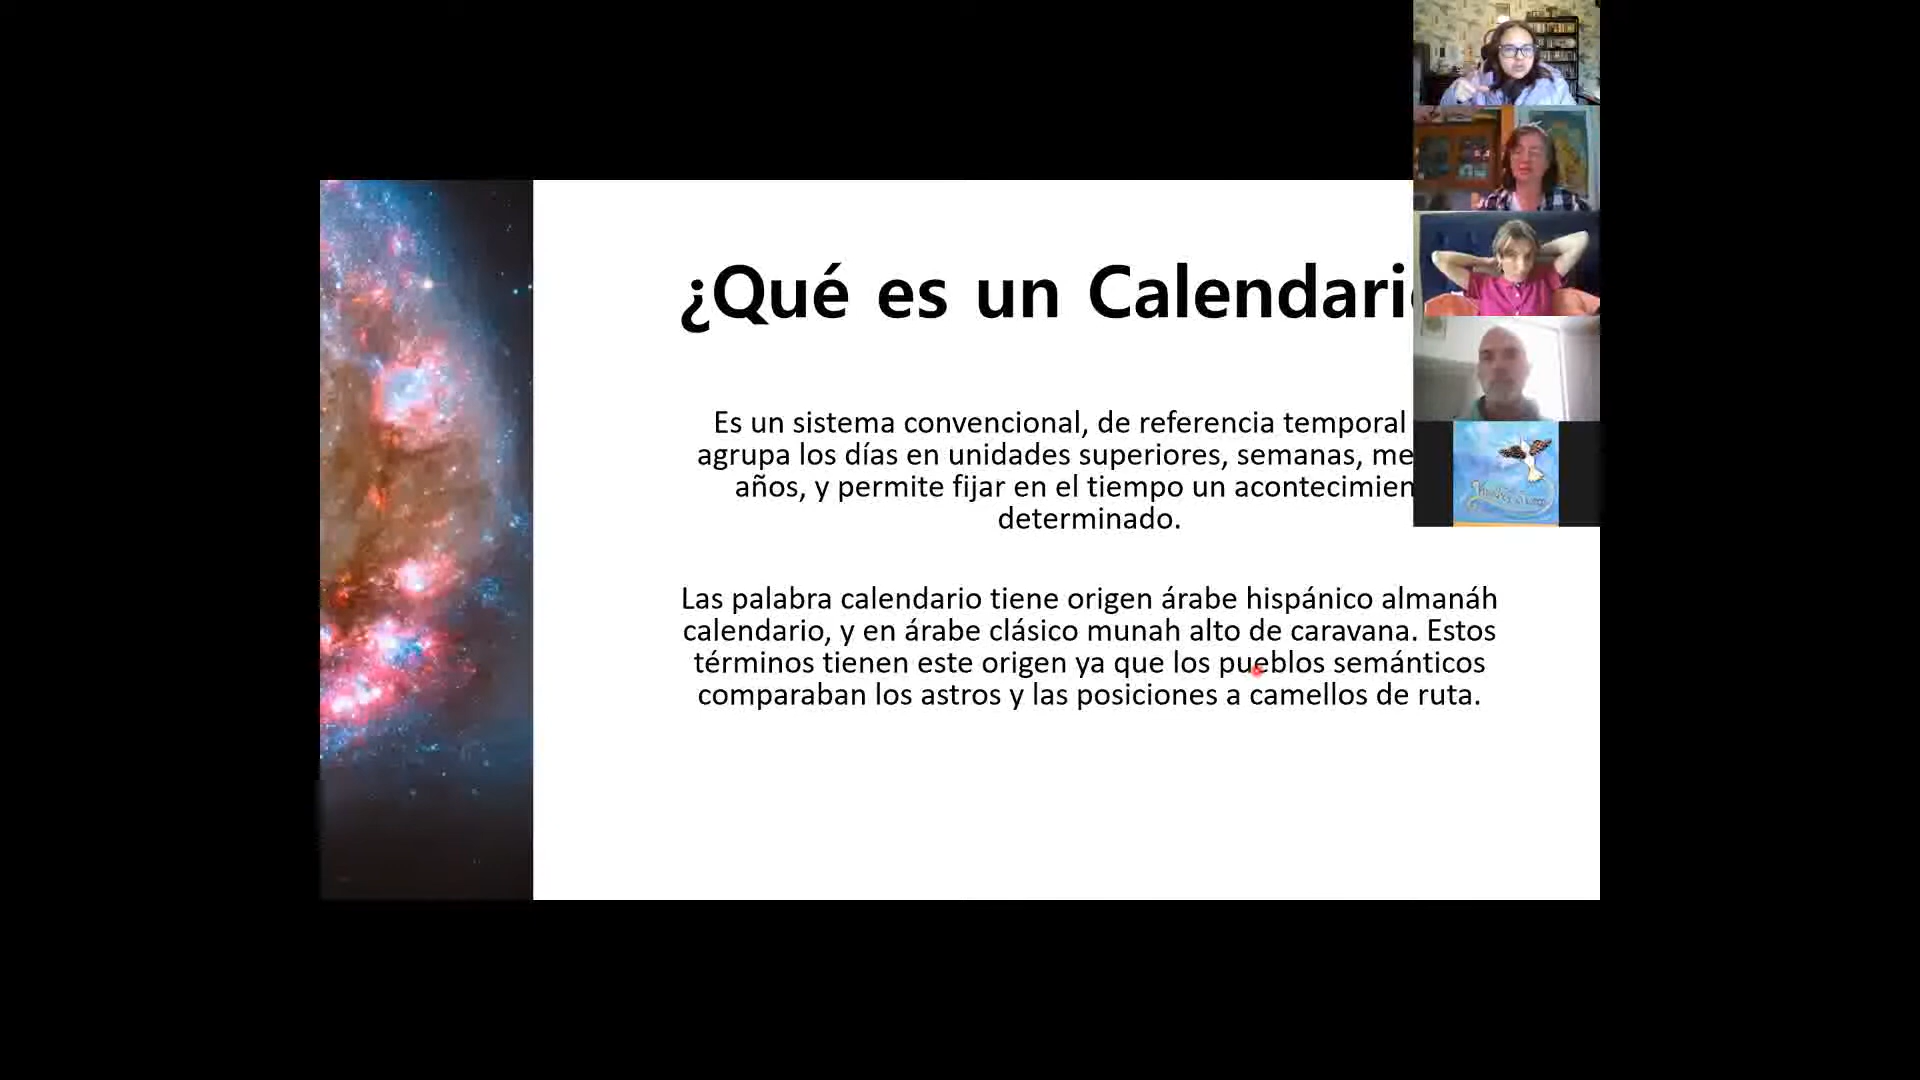 ¿Qué es un Calendari
Es un sistema convencional, de referencia temporal
agrupa los días en unidades superiores, semanas, me
años, y permite fijar en el tiempo un acontecimien
determinado.
Las palabra calendario tiene origen árabe hispánico almanáh
calendario, y en árabe clásico munah alto de caravana. Estos
términos tienen este origen ya que los pueblos semánticos
comparaban los astros y las posiciones a camellos de ruta.